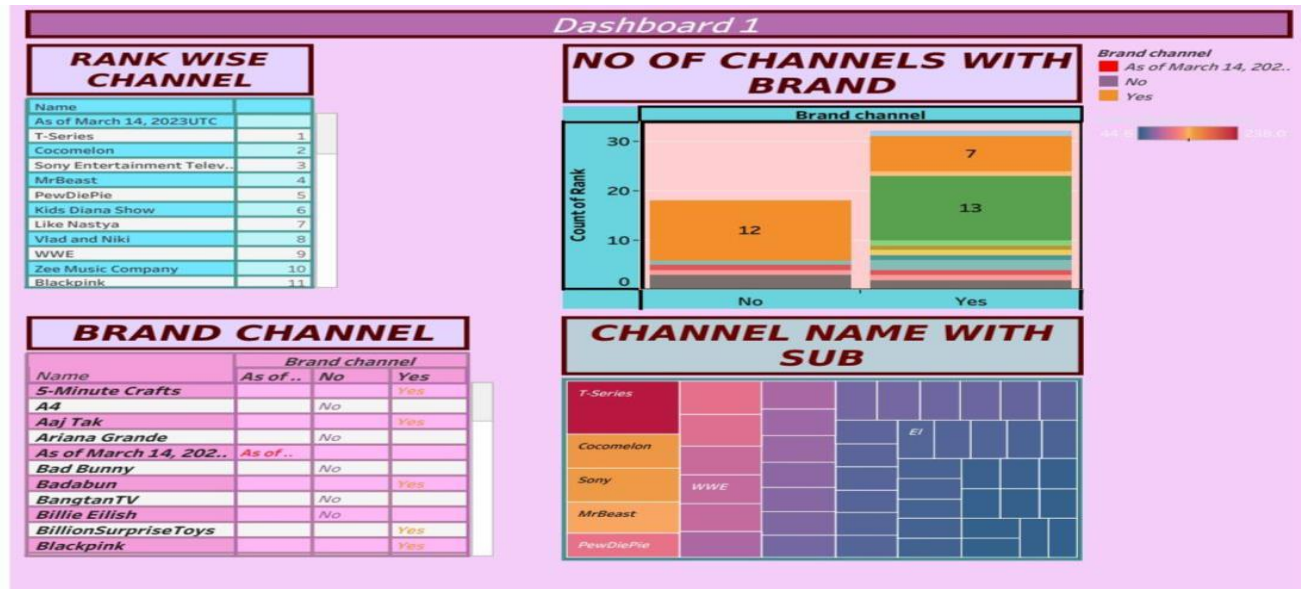 Dashboard 1
RANK WISE
CHANNEL
Name
As of March 14, 2023UTC
T-Series 1
Cocomelon 2
Sony Entertainment Telev.. 3
MrBeast 4
PewDiePie 5
Kids Diana Show 6
Like Nastya 7
Vlad and Niki 8
WWE 9
Zee Music Company 10
Blackpink 11
NO OF CHANNELS WITH
BRAND
Brand channel
Count of Rank
30
20
10
0
12
7
13
No Yes
Brand channel
As of March 14, 202..
No
Yes
44.6 238.0
BRAND CHANNEL
Brand channel
Name As of .. No Yes
5-Minute Crafts Yes
A4 No
Aaj Tak Yes
Ariana Grande No
As of March 14, 202.. As of ..
Bad Bunny No
Badabun Yes
BangtanTV No
Billie Eilish No
BillionSurpriseToys Yes
Blackpink Yes
CHANNEL NAME WITH
SUB
T-Series
Cocomelon
Sony
MrBeast
PewDiePie
WWE
El